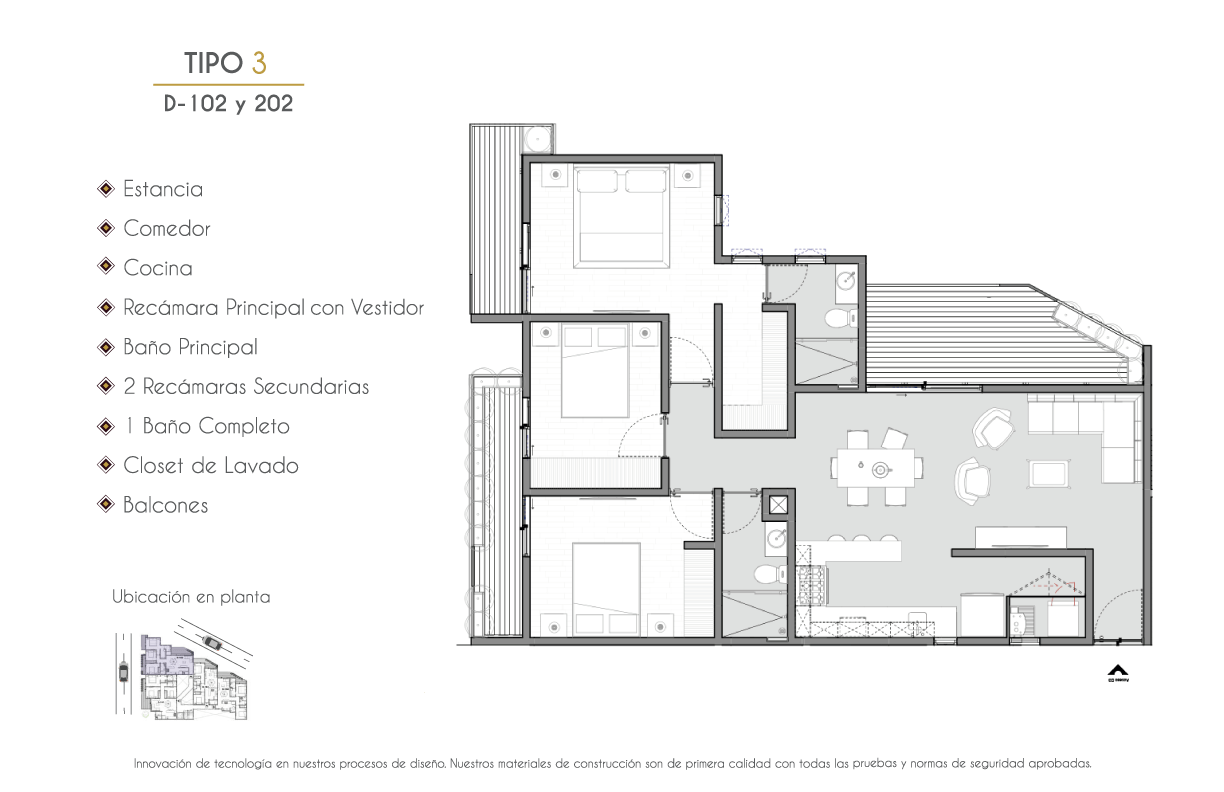 TIPO 3
D-102 y 202
Estancia
Comedor
Cocina
Recámara Principal con Vestidor
Baño Principal
2 Recámaras Secundarias
1 Baño Completo
Closet de Lavado
Balcones
Ubicación en planta
Innovación de tecnología en nuestros procesos de diseño. Nuestros materiales de construcción son de primera calidad con todas las pruebas y normas de seguridad aprobadas.